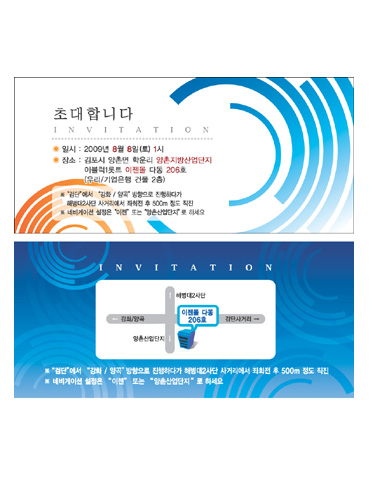 초대합니다
INVITATION
일시 : 2009년 8월 8일(토) 1시
장소 : 김포시 양촌면 학운리 양촌지방산업단지
이블럭1롯트 이젠몰 다동 206호
(우리/기업은행 건물 2층)
※ "검단"에서 "강화 / 양곡" 방향으로 진행하다가
해병대2사단 사거리에서 좌회전 후 500m 정도 직진
※ 네비게이션 설정은 "이젠" 또는 "양촌산업단지"로 하세요
INVITATION
↑ 해병대2사단
이젠몰 다동
206호
← 강화/양곡
검단사거리 →
양촌산업단지 ↓
※ "검단"에서 "강화 / 양곡" 방향으로 진행하다가 해병대2사단 사거리에서 좌회전 후 500m 정도 직진
※ 네비게이션 설정은 "이젠" 또는 "양촌산업단지"로 하세요